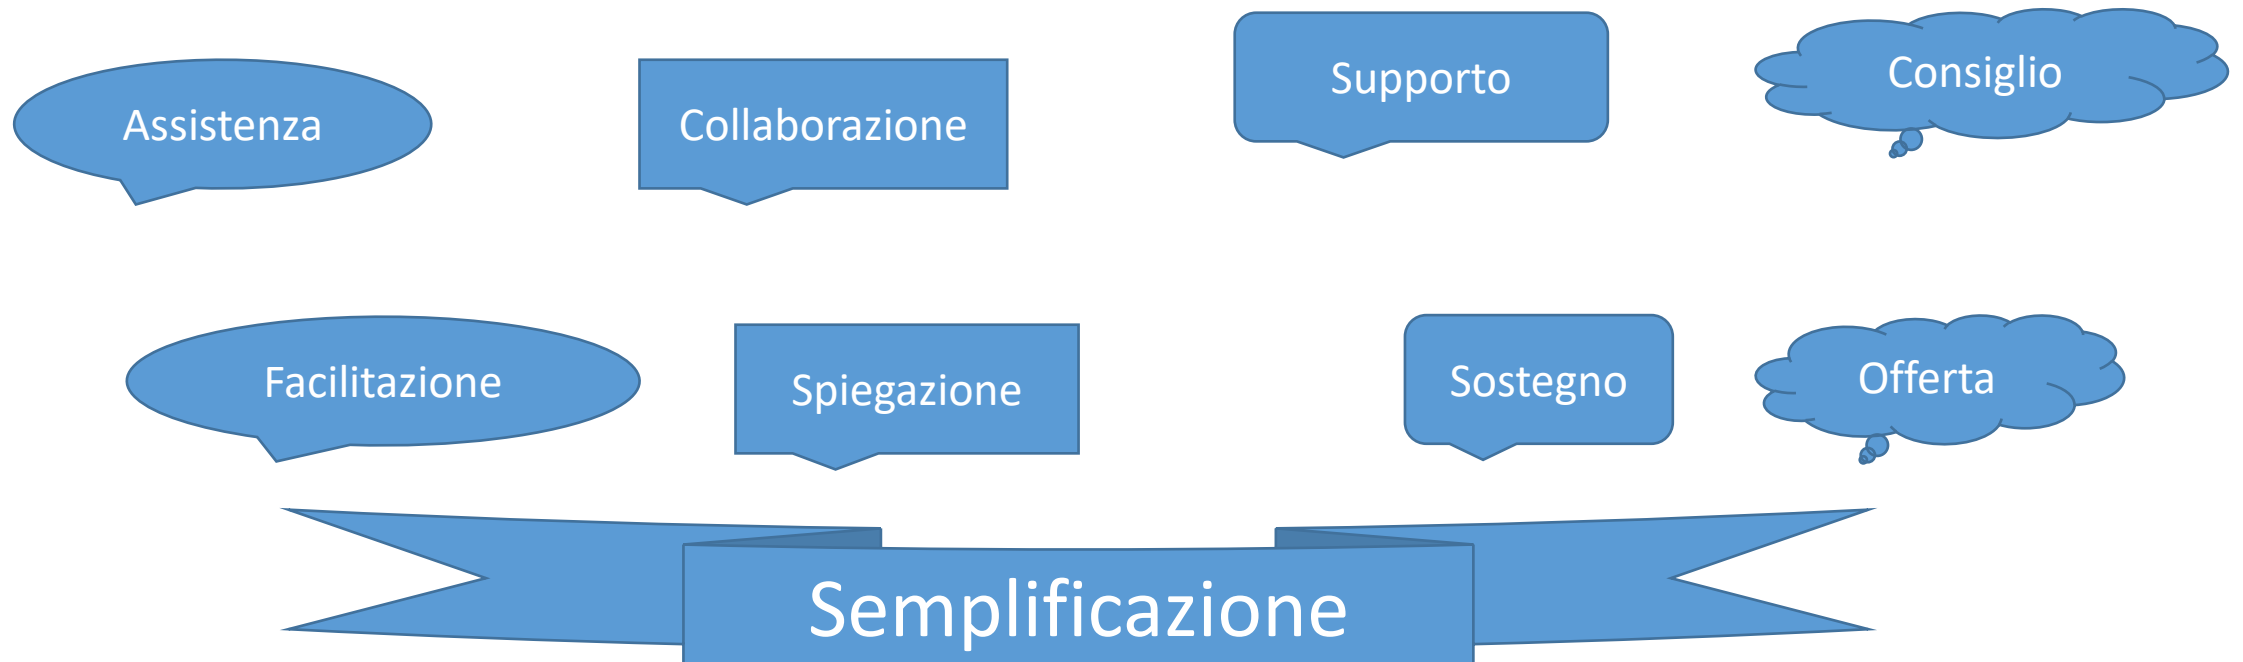 Assistenza
Collaborazione
Supporto
Consiglio
Facilitazione
Spiegazione
Sostegno
Offerta
Semplificazione